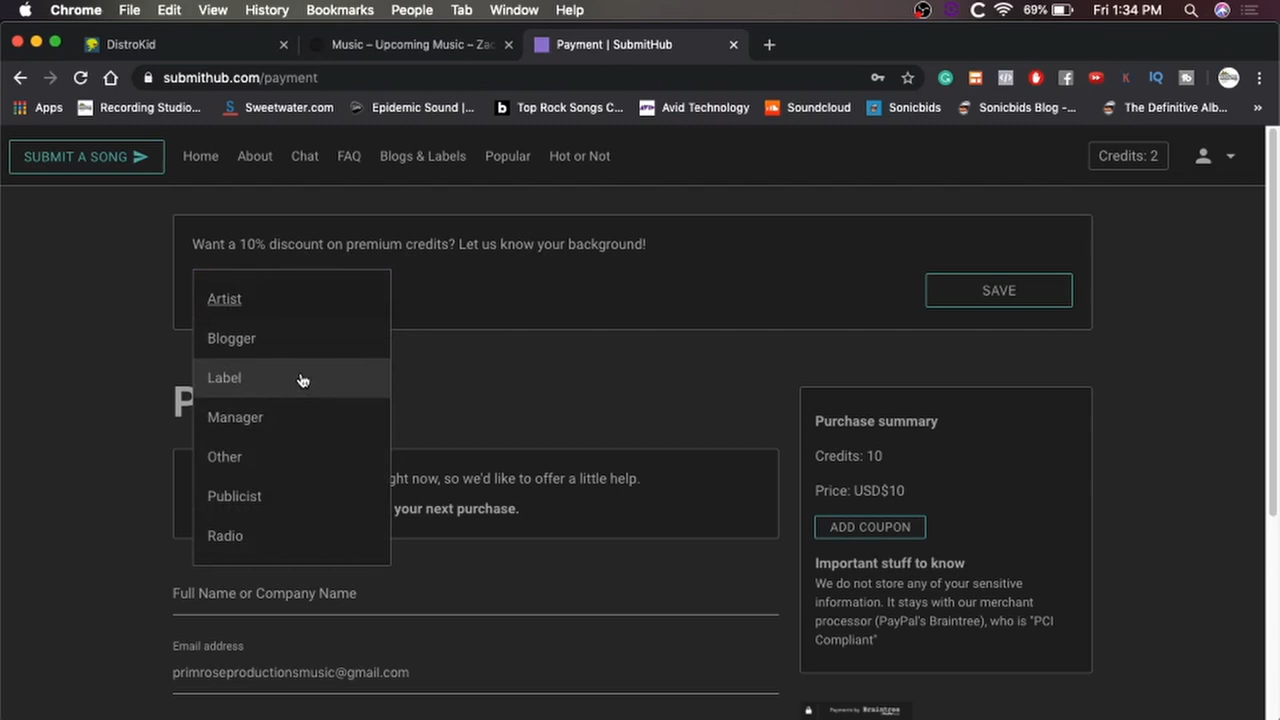 Chrome File Edit View History Bookmarks People Tab Window Help 69% Fri 1:34 PM
DistroKid Music – Upcoming Music – Zac Payment | SubmitHub
submithub.com/payment
Apps Recording Studio... Sweetwater.com Epidemic Sound |... Top Rock Songs C... Avid Technology Soundcloud Sonicbids Sonicbids Blog -... The Definitive Alb... »
SUBMIT A SONG Home About Chat FAQ Blogs & Labels Popular Hot or Not Credits: 2
Want a 10% discount on premium credits? Let us know your background!
SAVE
Artist
Blogger
Label
Manager
Other
Publicist
Radio
P
ght now, so we'd like to offer a little help.
your next purchase.
Full Name or Company Name
Email address
primroseproductionsmusic@gmail.com
Purchase summary
Credits: 10
Price: USD$10
ADD COUPON
Important stuff to know
We do not store any of your sensitive
information. It stays with our merchant
processor (PayPal's Braintree), who is "PCI
Compliant"
Payments by Braintree